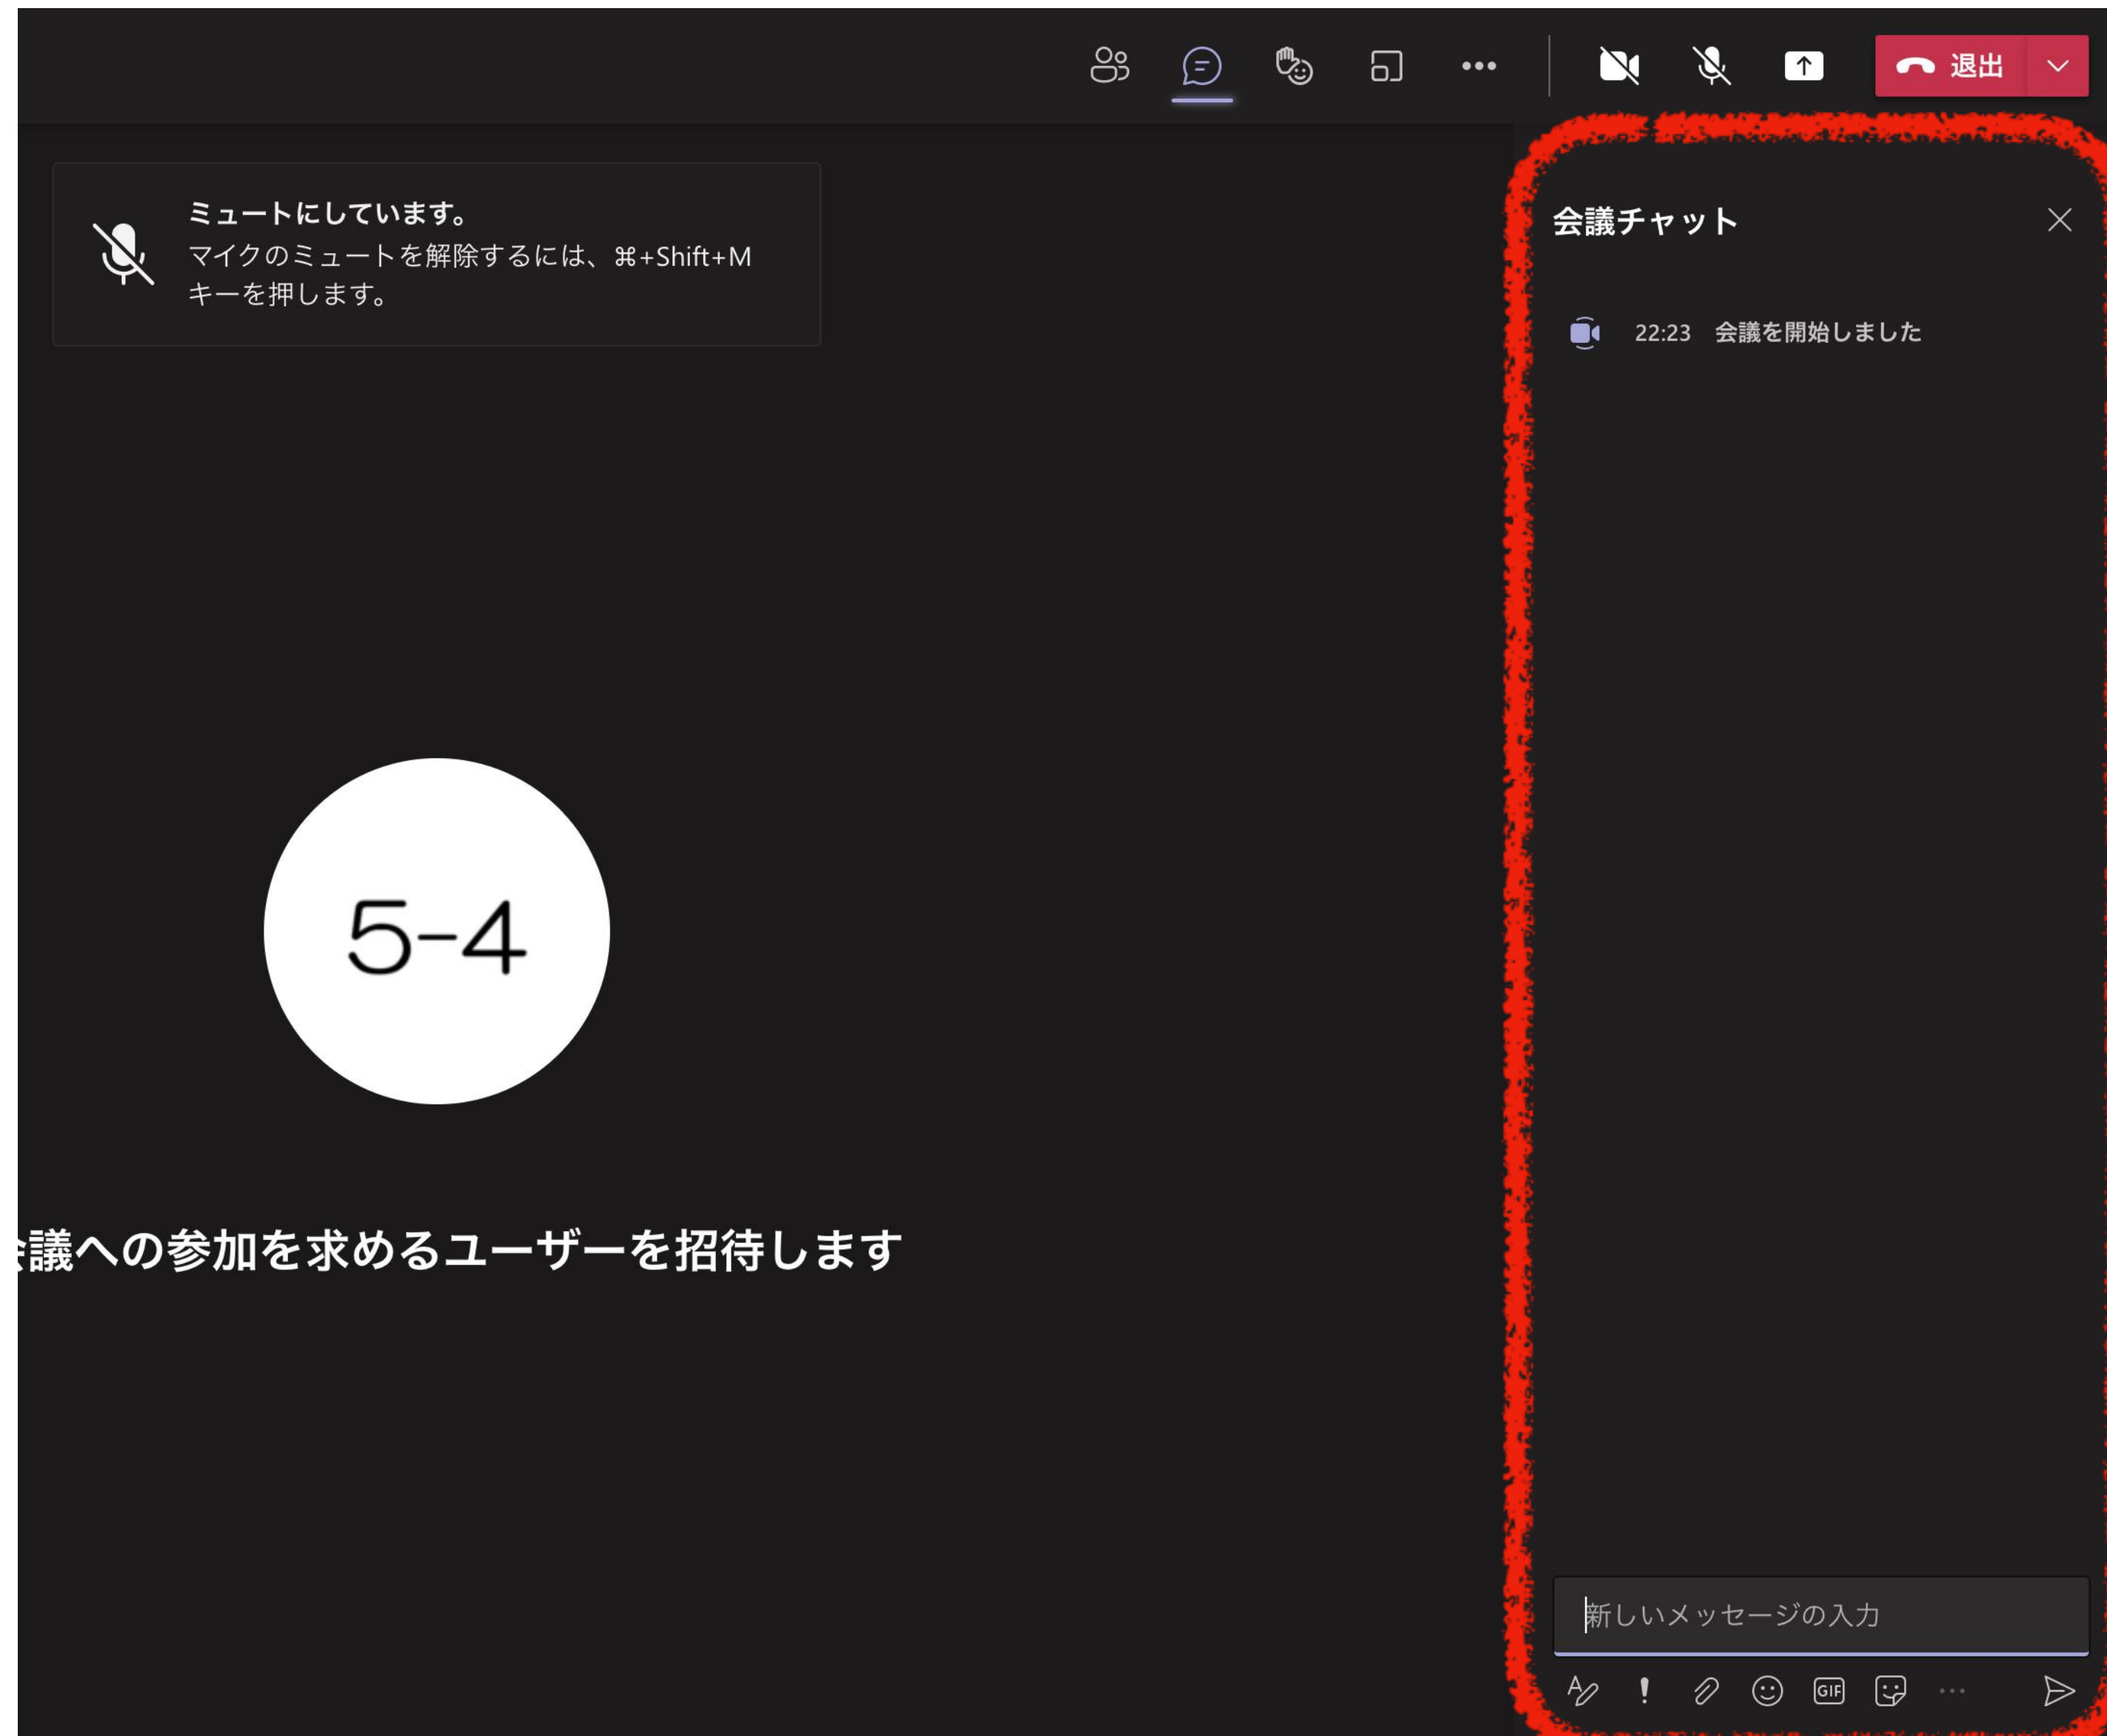 退出
ミュートにしています。
マイクのミュートを解除するには、⌘+Shift+M
キーを押します。
会議チャット
22:23 会議を開始しました
5-4
議への参加を求めるユーザーを招待します
新しいメッセージの入力
GIF